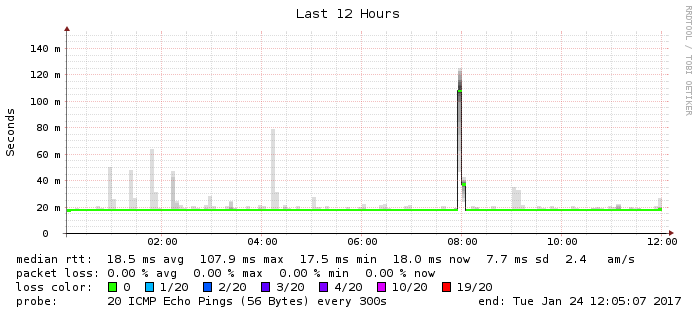 Last 12 Hours
RRDTOOL / TOBI OETIKER
Seconds
140 m
120 m
100 m
80 m
60 m
40 m
20 m
0
02:00 04:00 06:00 08:00 10:00 12:00
median rtt: 18.5 ms avg 107.9 ms max 17.5 ms min 18.0 ms now 7.7 ms sd 2.4 am/s
packet loss: 0.00 % avg 0.00 % max 0.00 % min 0.00 % now
loss color: 0 1/20 2/20 3/20 4/20 10/20 19/20
probe: 20 ICMP Echo Pings (56 Bytes) every 300s end: Tue Jan 24 12:05:07 2017